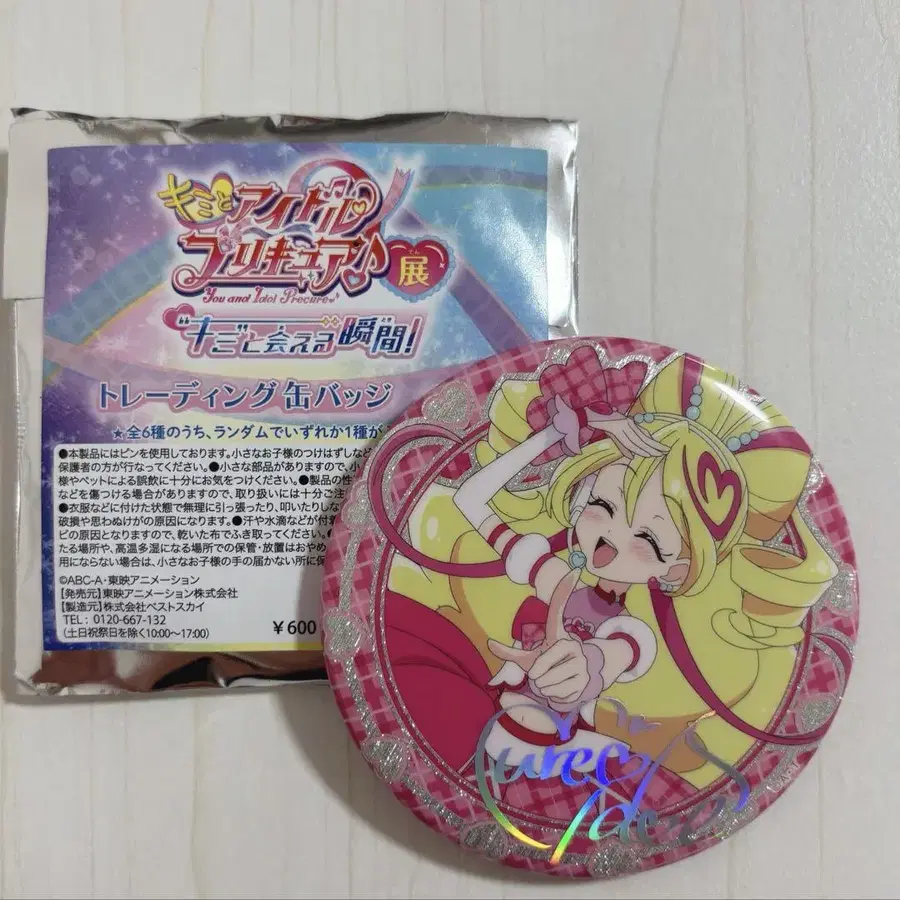 キミとアイドル
プリキュア♪展
てん
You and Idol Precure♪
“キミと会える瞬間!
トレーディング缶バッジ
★全6種のうち、ランダムでいずれか1種が
●本製品にはピンを使用しております。小さなお子様のつけはずしなど
保護者の方が行なってください。●小さな部品がありますので、小
様やペットによる誤飲に十分にお気をつけください。●製品の性
などを傷つける場合がありますので、取り扱いには十分ご注
●衣服などに付けた状態で無理に引っ張ったり、叩いたりしな
破損や思わぬけがの原因になります。●汗や水滴などが付着
ビの原因となりますので、乾いた布でふき取ってください。
たる場所や、高温多湿になる場所での保管・放置はおやめ
用にならない場合は、小さなお子様の手の届かない所に保
©ABC-A・東映アニメーション
【発売元】東映アニメーション株式会社
【製造元】株式会社ベストスカイ
TEL: 0120-667-132
(土日祝祭日を除く10:00~17:00)
¥600
Cure
Idol